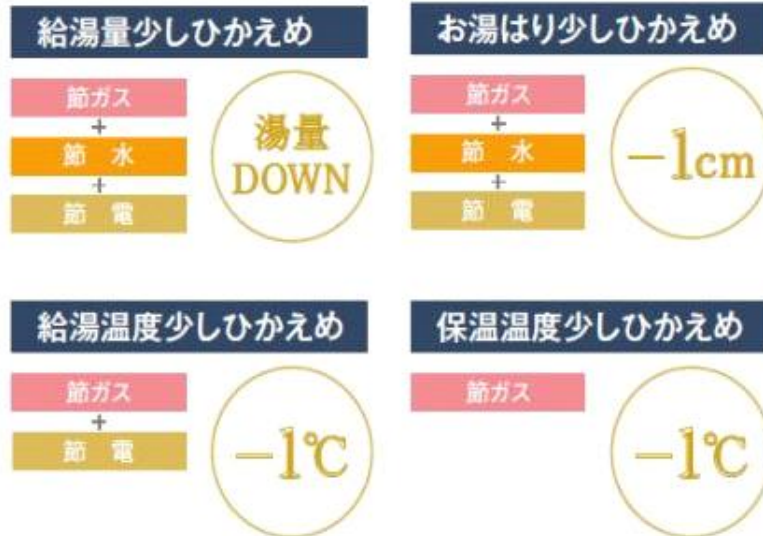 給湯量少しひかえめ
節ガス
+
節 水
+
節 電
湯量
DOWN
お湯はり少しひかえめ
節ガス
+
節 水
+
節 電
−1cm
給湯温度少しひかえめ
節ガス
+
節 電
−1℃
保温温度少しひかえめ
節ガス
−1℃